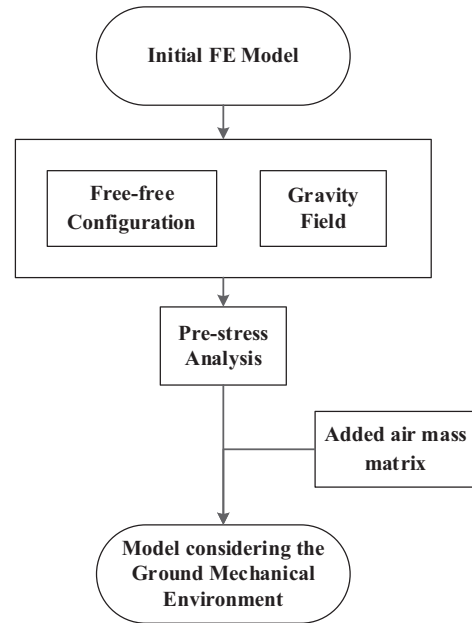 Initial FE Model
Free-free
Configuration
Gravity
Field
Pre-stress
Analysis
Added air mass
matrix
Model considering the
Ground Mechanical
Environment